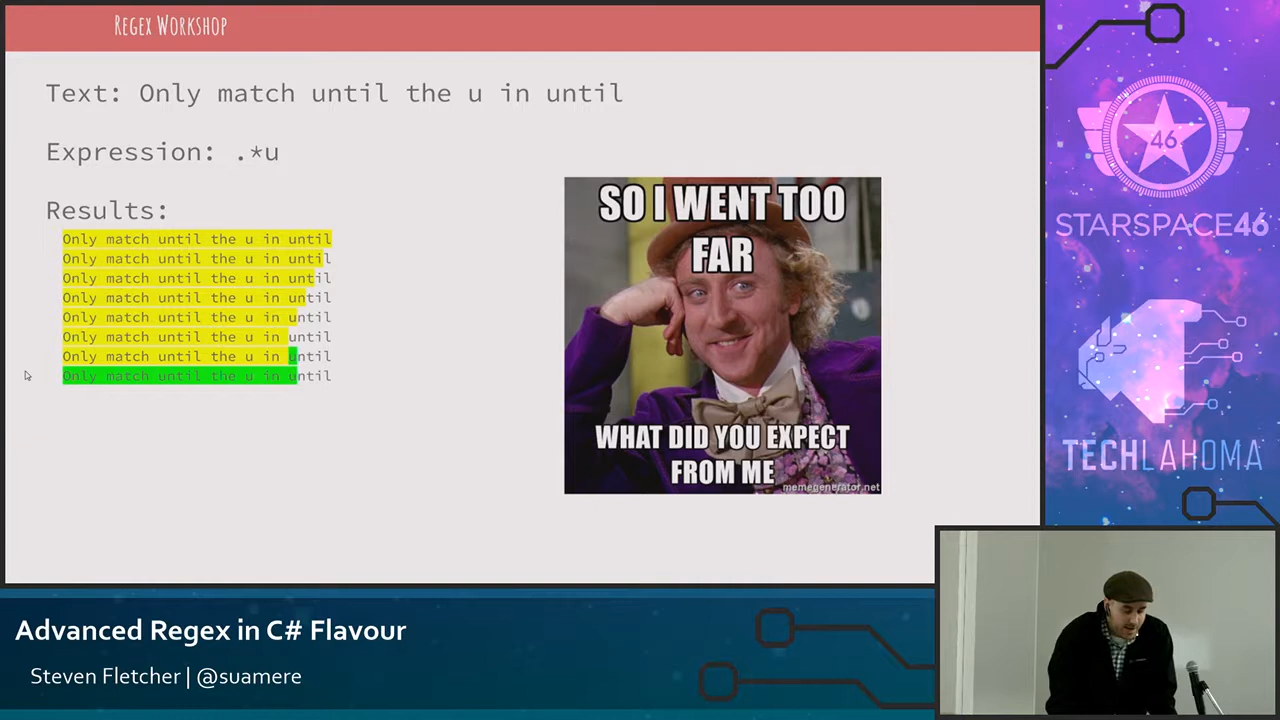 Regex Workshop
Text: Only match until the u in until
Expression: .*u
Results:
Only match until the u in until
Only match until the u in until
Only match until the u in until
Only match until the u in until
Only match until the u in until
Only match until the u in until
Only match until the u in until
Only match until the u in until
SO I WENT TOO
FAR
WHAT DID YOU EXPECT
FROM ME
memegenerator.net
46
STARSPACE46
TECHLAHOMA
Advanced Regex in C# Flavour
Steven Fletcher | @suamere